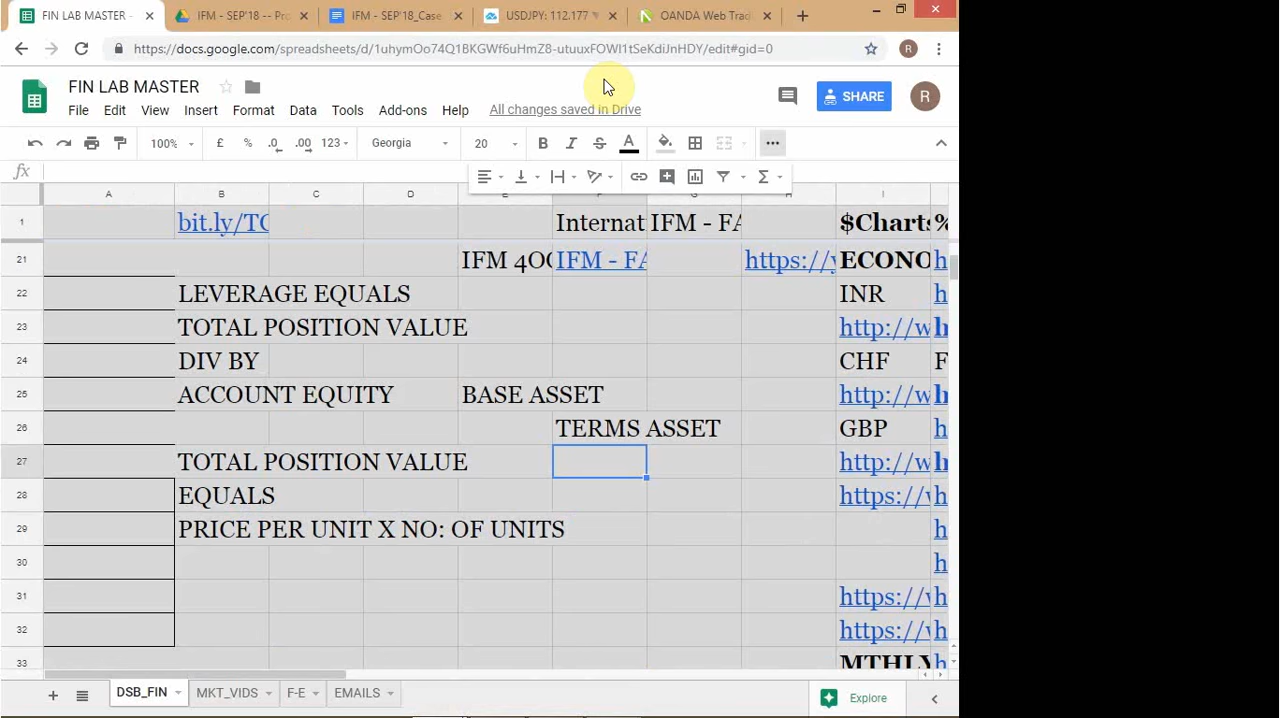 FIN LAB MASTER -
IFM - SEP'18 -- Pro
IFM - SEP'18_Case
USDJPY: 112.177
OANDA Web Trad
https://docs.google.com/spreadsheets/d/1uhymOo74Q1BKGWf6uHmZ8-utuuxFOWI1tSeKdiJnHDY/edit#gid=0
R
FIN LAB MASTER
File Edit View Insert Format Data Tools Add-ons Help All changes saved in Drive
SHARE
R
100% £ % .0 .00 123 Georgia 20 B I S A
fx
A B C D E F G H I
1 bit.ly/TC Internat IFM - FA $Charts %
21 IFM 4OC IFM - FA https://y ECONO h
22 LEVERAGE EQUALS INR h
23 TOTAL POSITION VALUE http://w h
24 DIV BY CHF F
25 ACCOUNT EQUITY BASE ASSET http://w h
26 TERMS ASSET GBP h
27 TOTAL POSITION VALUE http://w h
28 EQUALS https://v h
29 PRICE PER UNIT X NO: OF UNITS h
30 h
31 https://v h
32 https://v h
33 MTHLY h
DSB_FIN MKT_VIDS F-E EMAILS
Explore